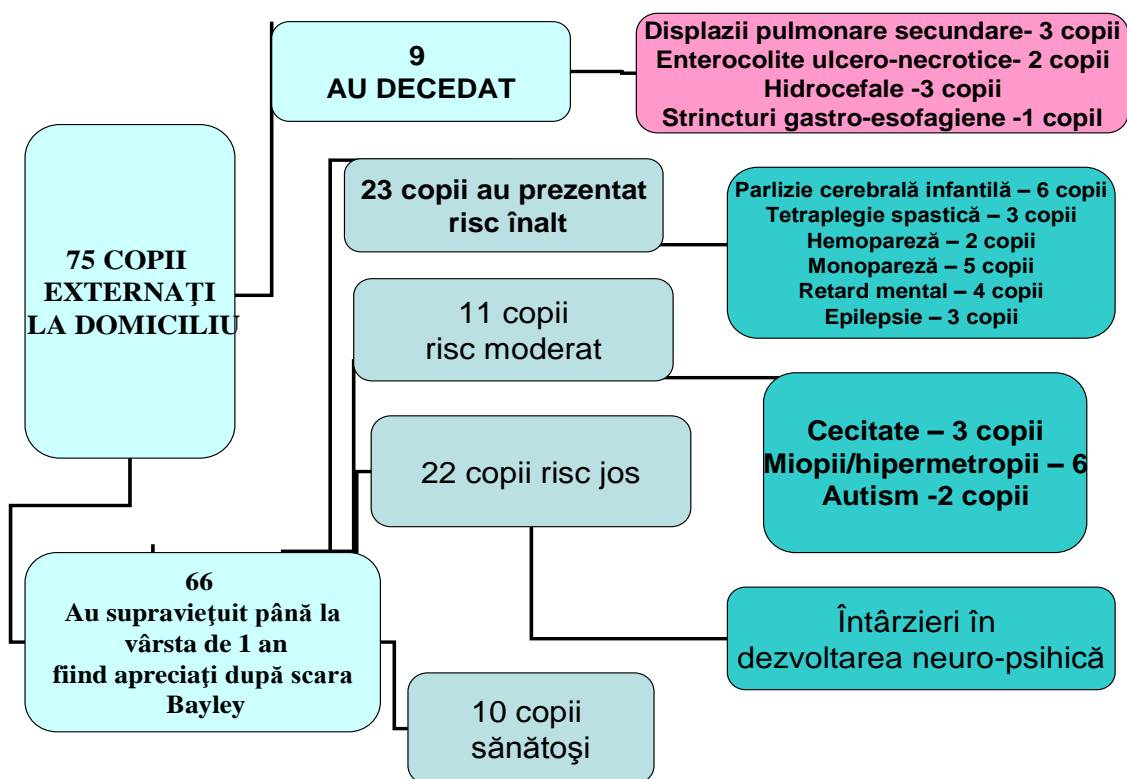 9
AU DECEDAT
Displazii pulmonare secundare- 3 copii
Enterocolite ulcero-necrotice- 2 copii
Hidrocefale -3 copii
Stricturi gastro-esofagiene -1 copil
75 COPII
EXTERNAŢI
LA DOMICILIU
23 copii au prezentat
risc înalt
Parlizie cerebrală infantilă – 6 copii
Tetraplegie spastică – 3 copii
Hemopareză – 2 copii
Monopareză – 5 copii
Retard mental – 4 copii
Epilepsie – 3 copii
11 copii
risc moderat
Cecitate – 3 copii
Miopii/hipermetropii – 6
Autism -2 copii
22 copii risc jos
Întârzieri în
dezvoltarea neuro-psihică
66
Au supravieţuit până la
vârsta de 1 an
fiind apreciaţi după scara
Bayley
10 copii
sănătoşi